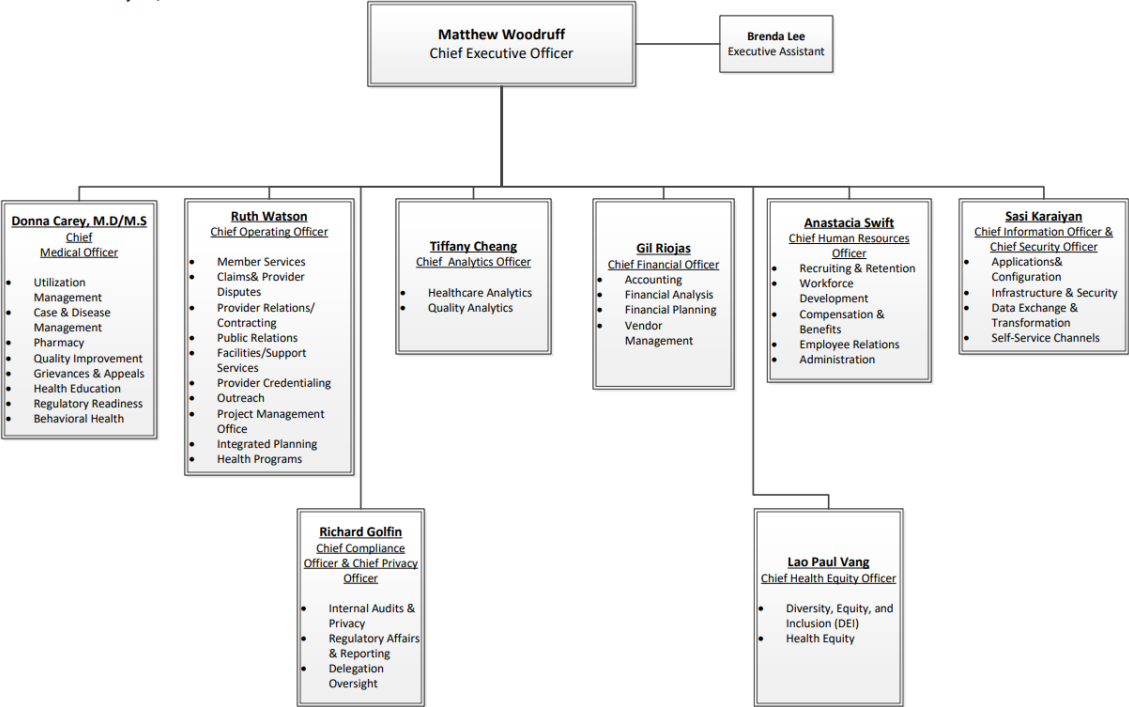 Matthew Woodruff
Chief Executive Officer
Brenda Lee
Executive Assistant
Donna Carey, M.D/M.S
Chief
Medical Officer
Utilization
Management
Case & Disease
Management
Pharmacy
Quality Improvement
Grievances & Appeals
Health Education
Regulatory Readiness
Behavioral Health
Ruth Watson
Chief Operating Officer
Member Services
Claims& Provider
Disputes
Provider Relations/
Contracting
Public Relations
Facilities/Support
Services
Provider Credentialing
Outreach
Project Management
Office
Integrated Planning
Health Programs
Tiffany Cheang
Chief Analytics Officer
Healthcare Analytics
Quality Analytics
Gil Riojas
Chief Financial Officer
Accounting
Financial Analysis
Financial Planning
Vendor
Management
Anastacia Swift
Chief Human Resources
Officer
Recruiting & Retention
Workforce
Development
Compensation &
Benefits
Employee Relations
Administration
Sasi Karaiyan
Chief Information Officer &
Chief Security Officer
Applications&
Configuration
Infrastructure & Security
Data Exchange &
Transformation
Self-Service Channels
Richard Golfin
Chief Compliance
Officer & Chief Privacy
Officer
Internal Audits &
Privacy
Regulatory Affairs
& Reporting
Delegation
Oversight
Lao Paul Vang
Chief Health Equity Officer
Diversity, Equity, and
Inclusion (DEI)
Health Equity